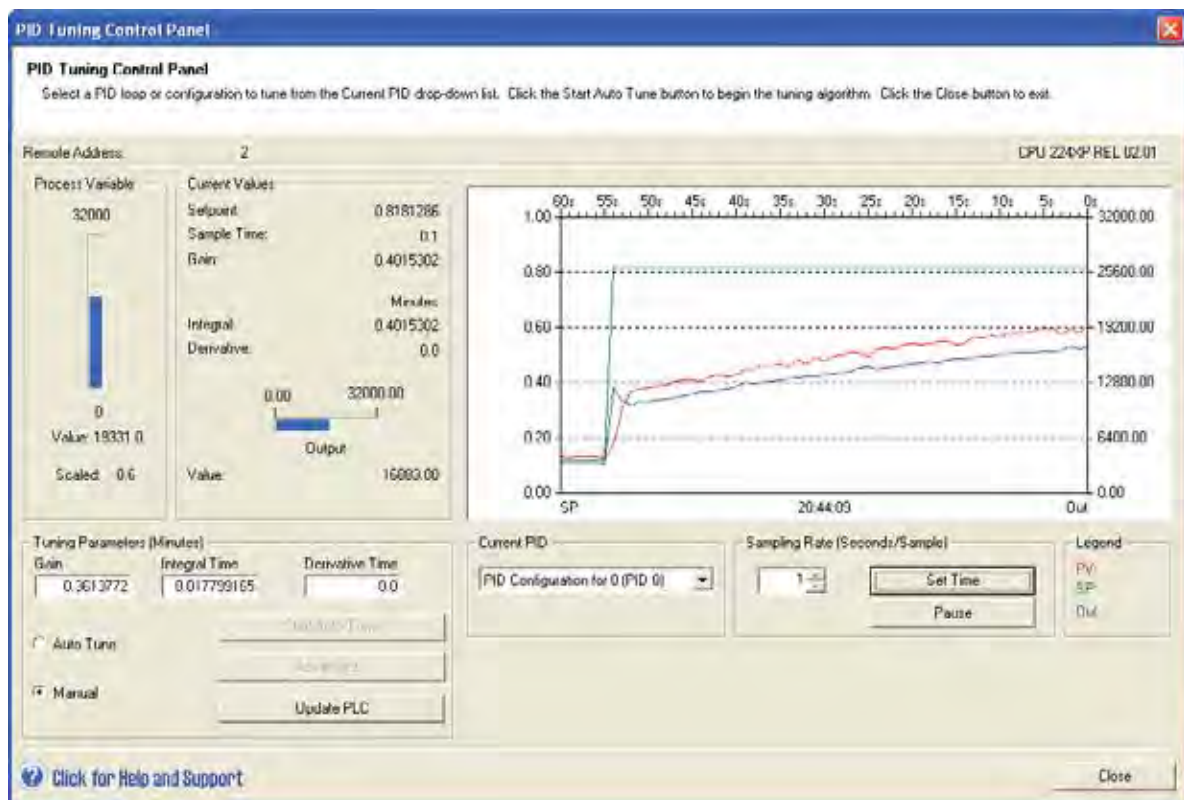 PID Tuning Control Panel
PID Tuning Control Panel
Select a PID loop or configuration to tune from the Current PID drop-down list. Click the Start Auto Tune button to begin the tuning algorithm. Click the Close button to exit.
Remote Address: 2 CPU 224XP REL 02.01
Process Variable
32000
0
Value: 19331.0
Scaled: 0.6
Current Values
Setpoint: 0.8181286
Sample Time: 0.1
Gain: 0.4015302
Minutes
Integral: 0.4015302
Derivative: 0.0
0.00 32000.00
Output
Value: 16883.00
60s 55s 50s 45s 40s 35s 30s 25s 20s 15s 10s 5s 0s
1.00 32000.00
0.80 25600.00
0.60 19200.00
0.40 12800.00
0.20 6400.00
0.00 0.00
SP 20:44:09 Out
Tuning Parameters (Minutes)
Gain Integral Time Derivative Time
0.3613772 0.017799165 0.0
Auto Tune
Start Auto Tune
Advanced
Manual
Update PLC
Current PID
PID Configuration for 0 (PID 0)
Sampling Rate (Seconds/Sample)
1 Set Time
Pause
Legend
PV
SP
Out
Click for Help and Support
Close